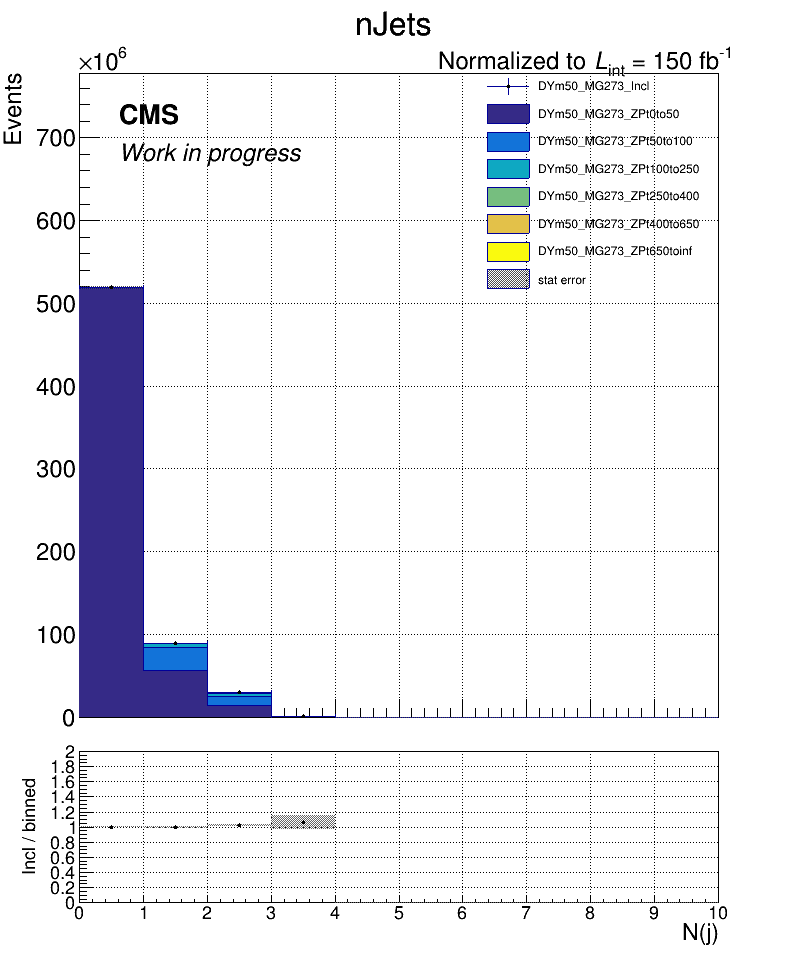 nJets
×10⁶
Normalized to L_int = 150 fb⁻¹
Events
CMS
Work in progress
DYm50_MG273_Incl
DYm50_MG273_ZPt0to50
DYm50_MG273_ZPt50to100
DYm50_MG273_ZPt100to250
DYm50_MG273_ZPt250to400
DYm50_MG273_ZPt400to650
DYm50_MG273_ZPt650toinf
stat error
700
600
500
400
300
200
100
0
Incl / binned
2
1.8
1.6
1.4
1.2
1
0.8
0.6
0.4
0.2
0
0 1 2 3 4 5 6 7 8 9 10
N(j)